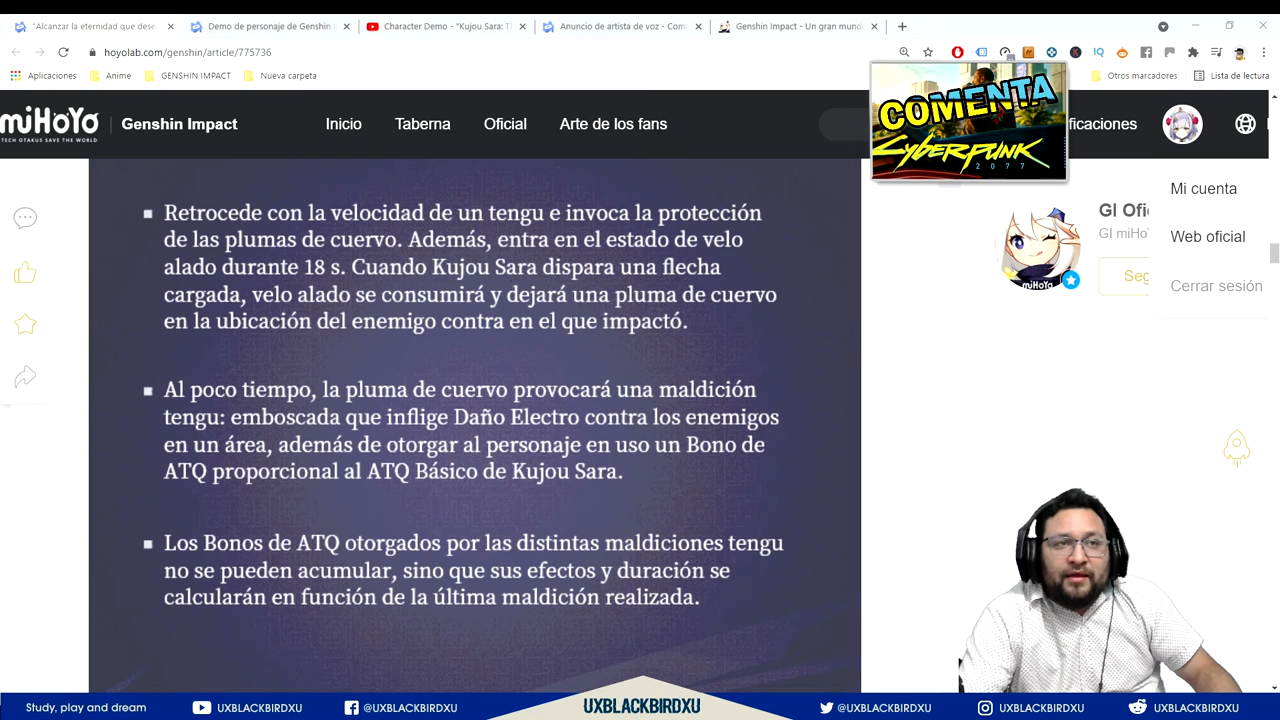 "Alcanzar la eternidad que dese
Demo de personaje de Genshin I
Character Demo - "Kujou Sara: Th
Anuncio de artista de voz - Com
Genshin Impact - Un gran mund
hoyolab.com/genshin/article/775736
Aplicaciones
Anime
GENSHIN IMPACT
Nueva carpeta
Otros marcadores
Lista de lectura
miHoYo
TECH OTAKUS SAVE THE WORLD
Genshin Impact
Inicio
Taberna
Oficial
Arte de los fans
COMENTA
Cyberpunk
2077
ficaciones
Mi cuenta
Web oficial
Cerrar sesión
GI Ofi
GI miHo
Seg
miHoYo
Retrocede con la velocidad de un tengu e invoca la protección
de las plumas de cuervo. Además, entra en el estado de velo
alado durante 18 s. Cuando Kujou Sara dispara una flecha
cargada, velo alado se consumirá y dejará una pluma de cuervo
en la ubicación del enemigo contra en el que impactó.
Al poco tiempo, la pluma de cuervo provocará una maldición
tengu: emboscada que inflige Daño Electro contra los enemigos
en un área, además de otorgar al personaje en uso un Bono de
ATQ proporcional al ATQ Básico de Kujou Sara.
Los Bonos de ATQ otorgados por las distintas maldiciones tengu
no se pueden acumular, sino que sus efectos y duración se
calcularán en función de la última maldición realizada.
Study, play and dream
UXBLACKBIRDXU
@UXBLACKBIRDXU
UXBLACKBIRDXU
@UXBLACKBIRDXU
UXBLACKBIRDXU
UXBLACKBIRDXU